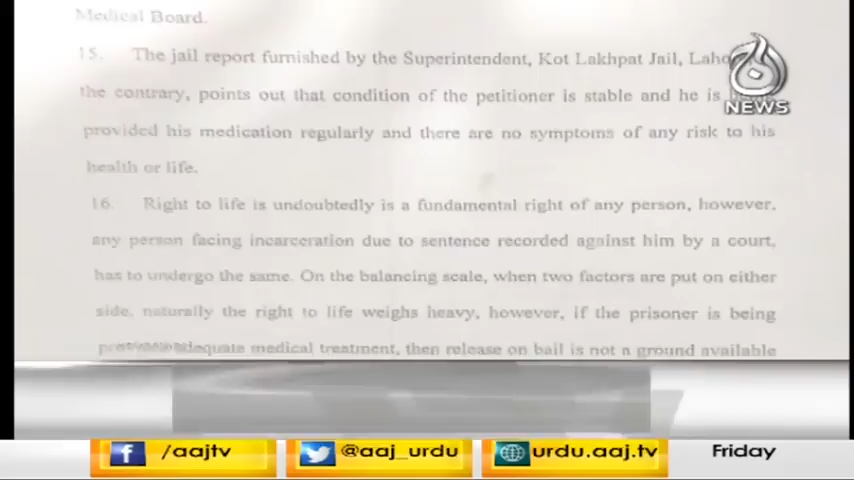 Medical Board.
15. The jail report furnished by the Superintendent, Kot Lakhpat Jail,
the contrary, points out that condition of the petitioner is stable and he is
provided his medication regularly and there are no symptoms of any risk to his
health or life.
16. Right to life is undoubtedly is a fundamental right of any person, however,
any person facing incarceration due to sentence recorded against him by a court,
has to undergo the same. On the balancing scale, when two factors are put on either
side, naturally the right to life weighs heavy, however, if the prisoner is being
adequate medical treatment, then release on bail is not a ground available
NEWS
/aajtv @aaj_urdu urdu.aaj.tv Friday